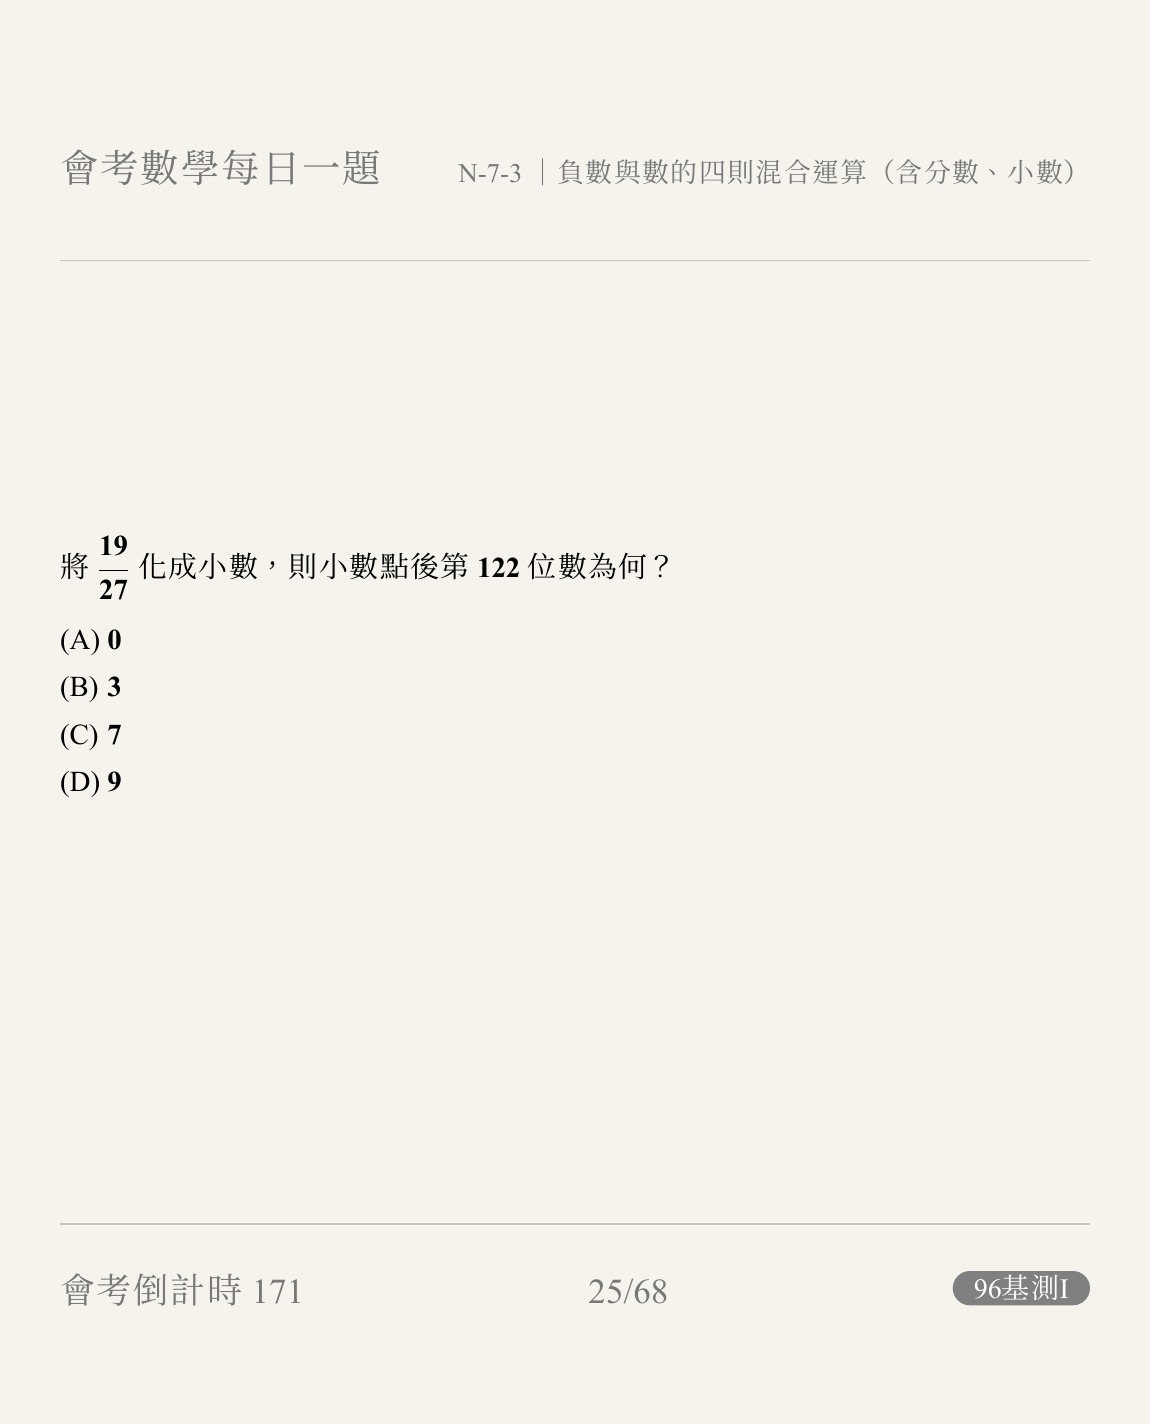 會考數學每日一題
N-7-3｜負數與數的四則混合運算（含分數、小數）
將 19/27 化成小數，則小數點後第 122 位數為何？
(A) 0
(B) 3
(C) 7
(D) 9
會考倒計時 171
25/68
96基測I